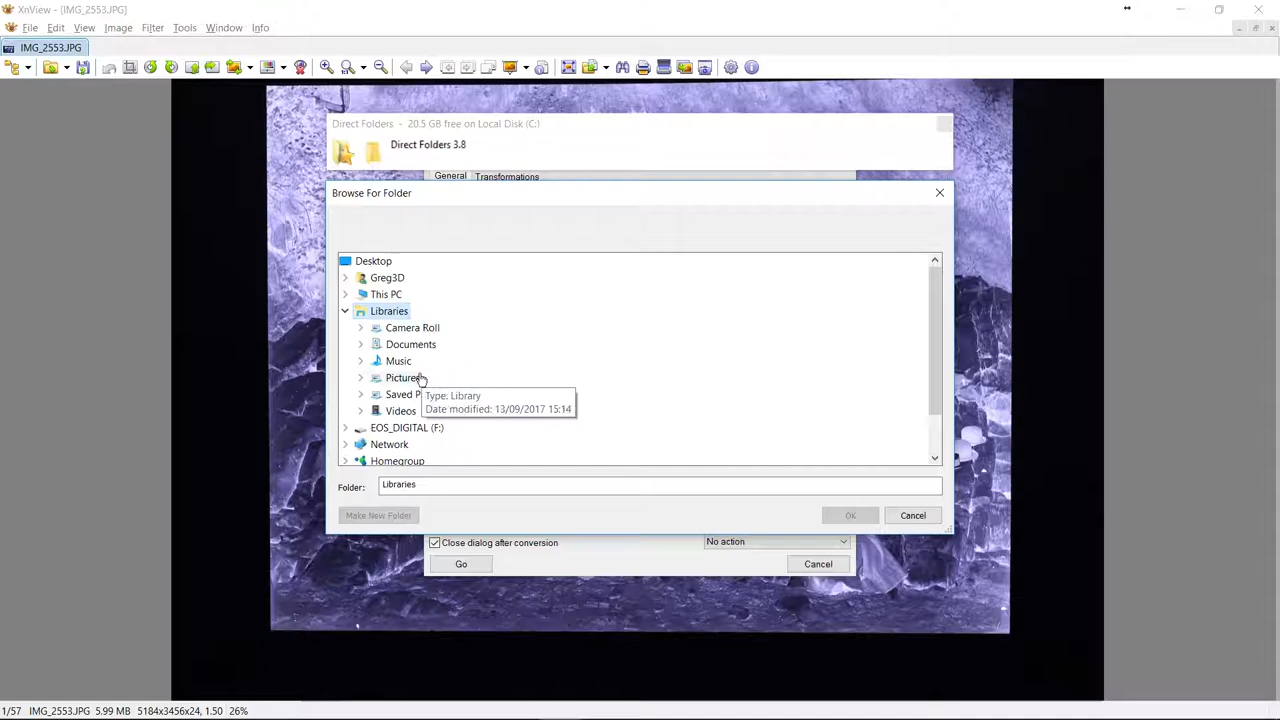 XnView - [IMG_2553.JPG]
File Edit View Image Filter Tools Window Info
IMG_2553.JPG
Direct Folders - 20.5 GB free on Local Disk (C:)
Direct Folders 3.8
General Transformations
Browse For Folder
Desktop
Greg3D
This PC
Libraries
Camera Roll
Documents
Music
Pictures
Saved P
Type: Library
Videos
Date modified: 13/09/2017 15:14
EOS_DIGITAL (F:)
Network
Homegroup
Folder: Libraries
Make New Folder OK Cancel
Close dialog after conversion No action
Go Cancel
1/57 IMG_2553.JPG 5.99 MB 5184x3456x24, 1.50 26%